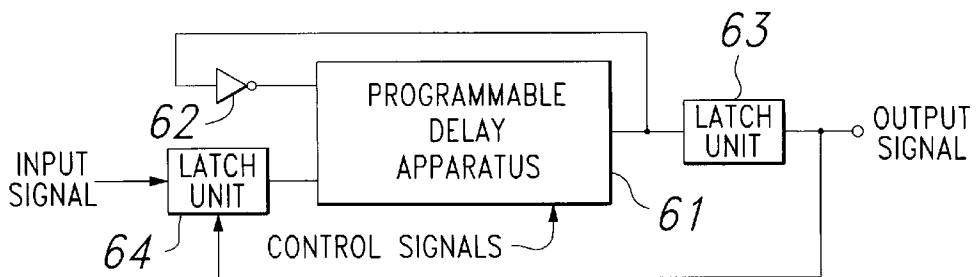 63
62
PROGRAMMABLE
DELAY
APPARATUS
LATCH
UNIT
OUTPUT
SIGNAL
INPUT
SIGNAL
LATCH
UNIT
64
61
CONTROL SIGNALS